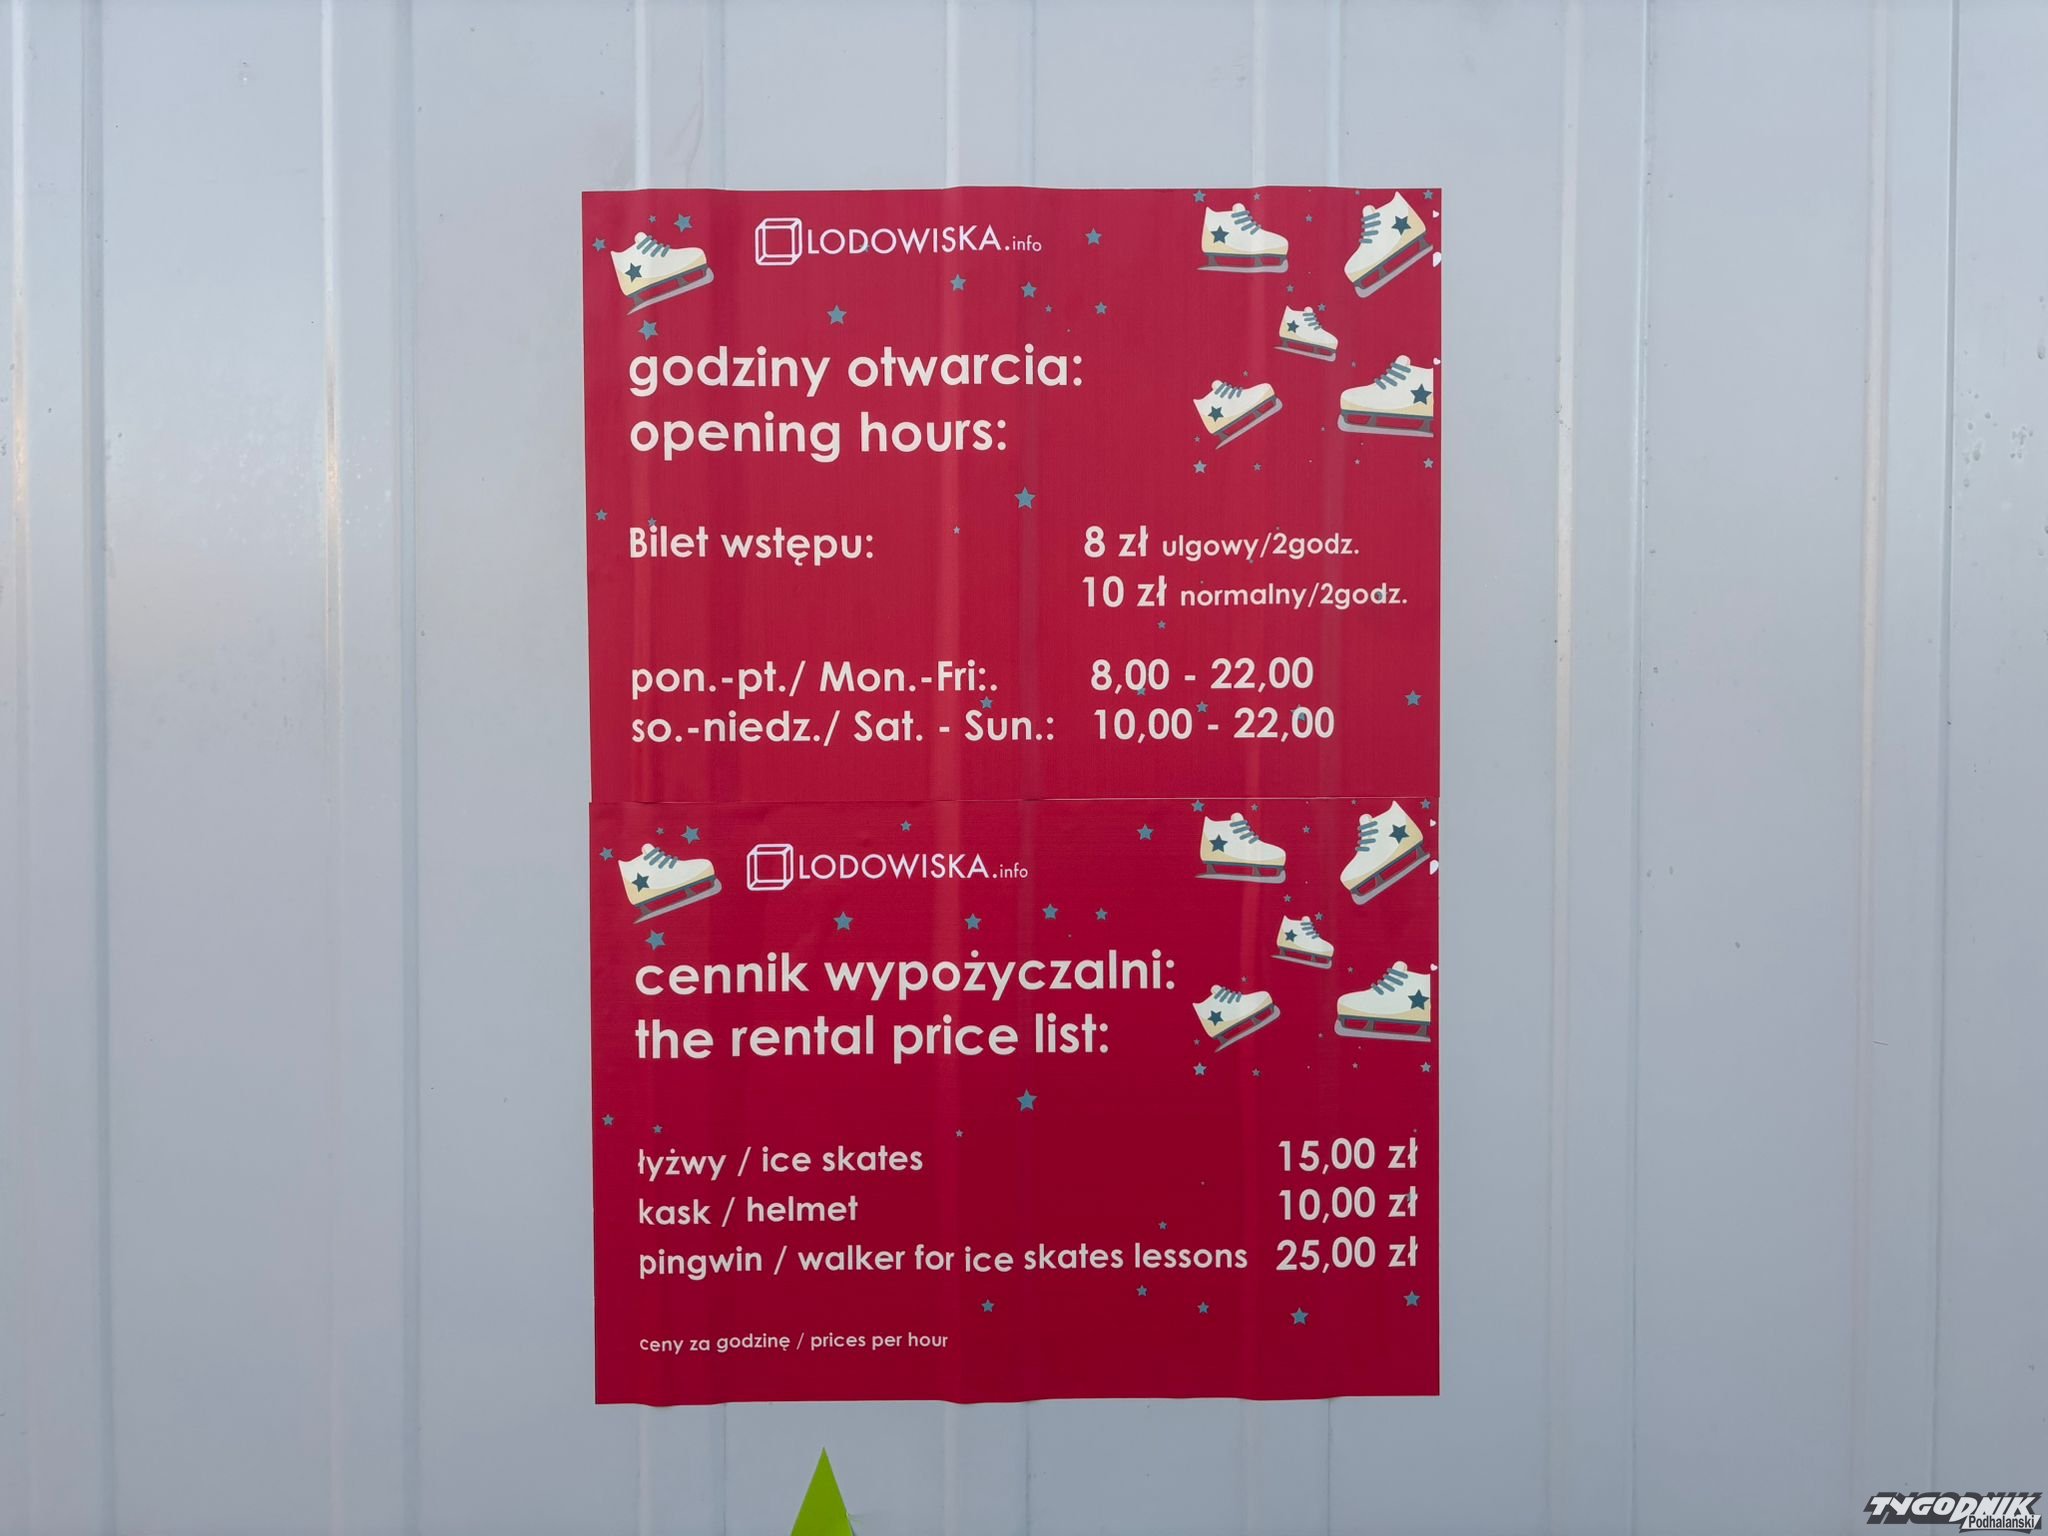 LODOWISKA.info
godziny otwarcia:
opening hours:
Bilet wstępu: 8 zł ulgowy/2godz.
10 zł normalny/2godz.
pon.-pt./ Mon.-Fri:. 8,00 - 22,00
so.-niedz./ Sat. - Sun.: 10,00 - 22,00
LODOWISKA.info
cennik wypożyczalni:
the rental price list:
łyżwy / ice skates 15,00 zł
kask / helmet 10,00 zł
pingwin / walker for ice skates lessons 25,00 zł
ceny za godzinę / prices per hour
TYGODNIK
Podhalański